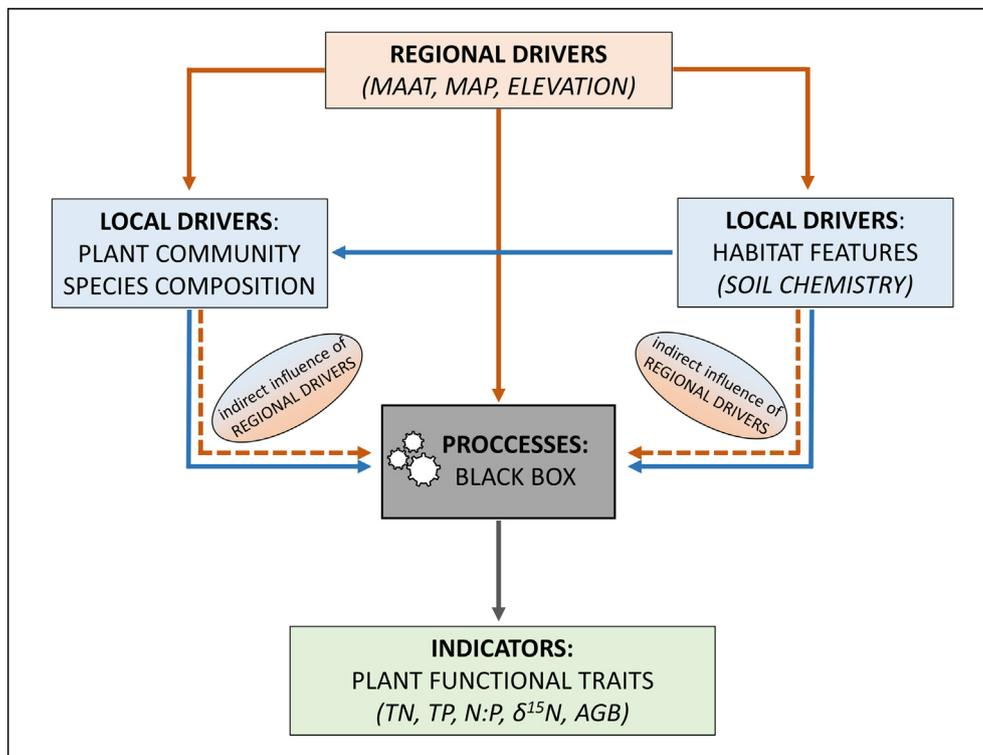 REGIONAL DRIVERS
(MAAT, MAP, ELEVATION)
LOCAL DRIVERS:
PLANT COMMUNITY
SPECIES COMPOSITION
LOCAL DRIVERS:
HABITAT FEATURES
(SOIL CHEMISTRY)
indirect influence of
REGIONAL DRIVERS
indirect influence of
REGIONAL DRIVERS
PROCCESSES:
BLACK BOX
INDICATORS:
PLANT FUNCTIONAL TRAITS
(TN, TP, N:P, δ¹⁵N, AGB)